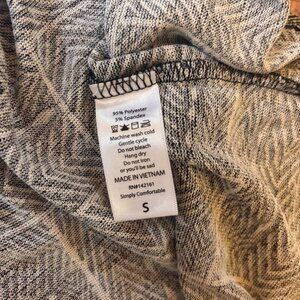 95% Polyester
5% Spandex
Machine wash cold
Gentle cycle
Do not bleach
Hang dry
Do not iron
or you'll be sad
MADE IN VIETNAM
RN#142161
Simply Comfortable
S